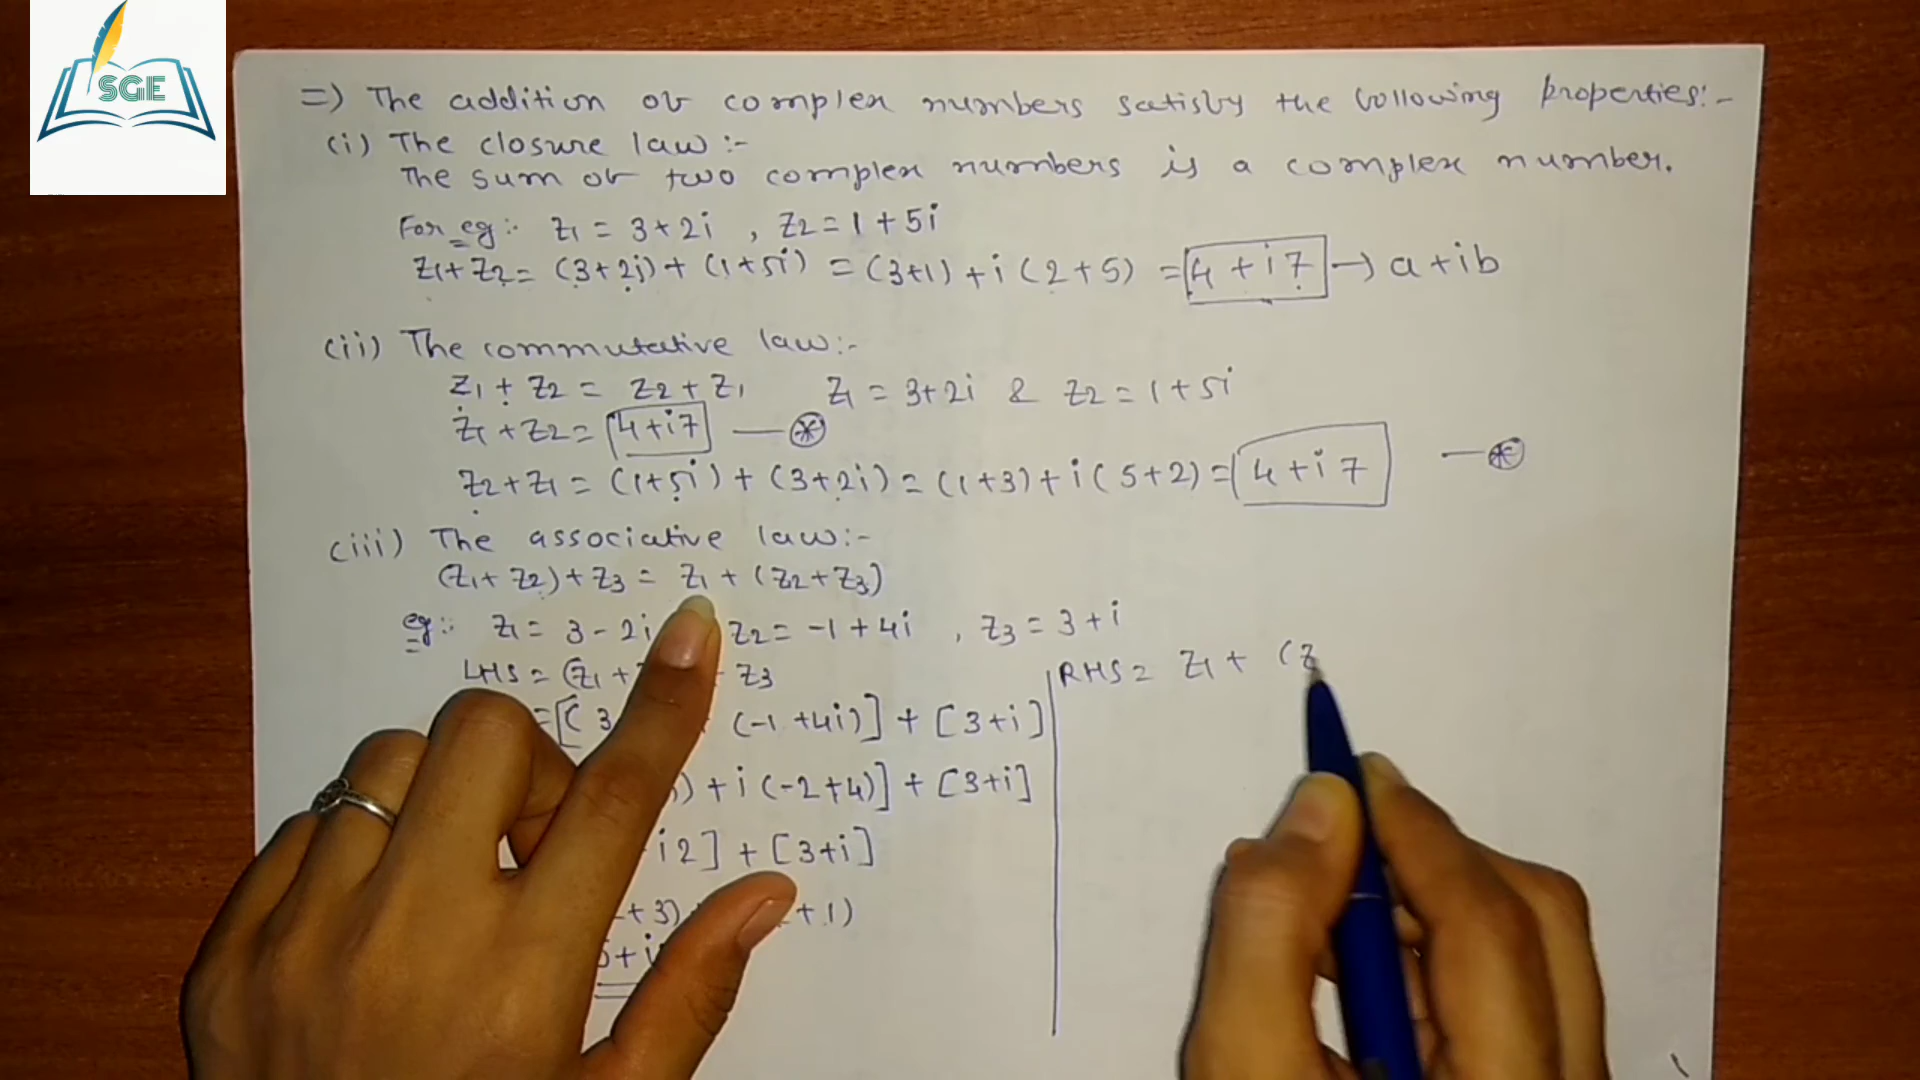 SGE
=) The addition of complex numbers satisfy the following properties:-
(i) The closure law :-
The sum of two complex numbers is a complex number.
For eg:- z1 = 3+2i , z2 = 1+5i
z1+z2 = (3+2i)+(1+5i) = (3+1)+i(2+5) = 4+i7 → a+ib
(ii) The commutative law:-
z1 + z2 = z2 + z1 z1 = 3+2i & z2 = 1+5i
z1+z2 = 4+i7 — ⊛
z2+z1 = (1+5i)+(3+2i) = (1+3)+i(5+2) = 4+i7 — ⊛
(iii) The associative law:-
(z1+z2)+z3 = z1+(z2+z3)
eg:- z1 = 3-2i z2 = -1+4i , z3 = 3+i
LHS = (z1+ z3
RHS = z1+ (z
=[( 3 (-1+4i)] + [3+i]
) + i(-2+4)] + [3+i]
i2] + [3+i]
+3) +1)
+i